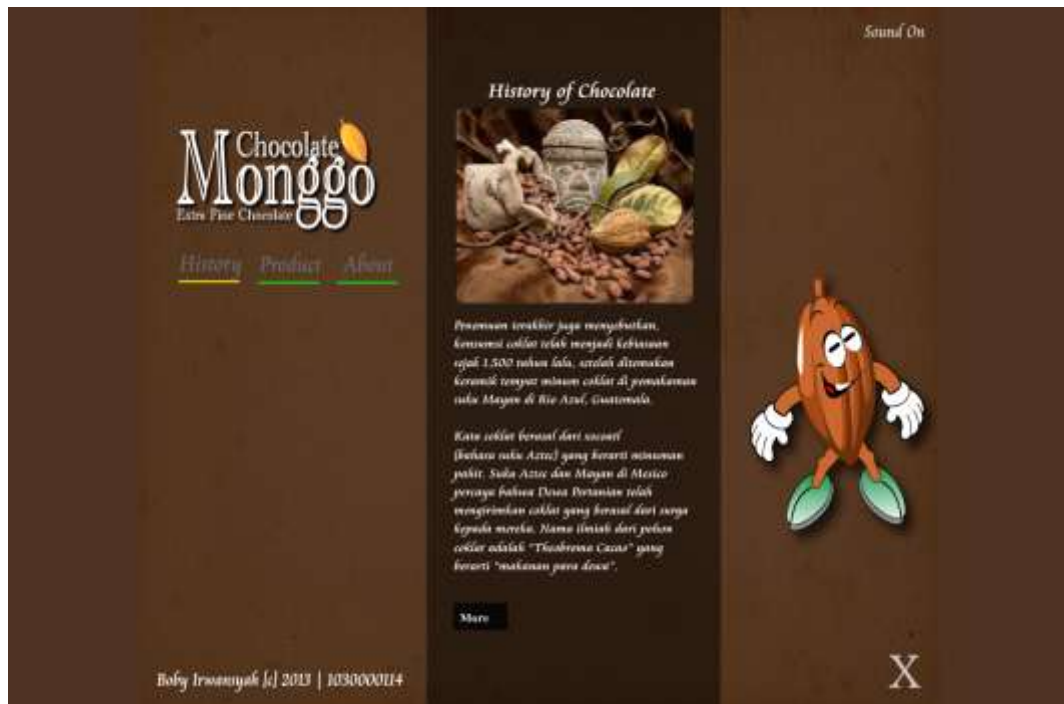 Sound On
History of Chocolate
Chocolate
Monggo
Extra Fine Chocolate
History Product About
Penemuan terakhir juga menyebutkan,
konsumsi coklat telah menjadi kebiasaan
sejak 1.500 tahun lalu, setelah ditemukan
keramik tempat minum coklat di pemakaman
suku Mayan di Rio Azul, Guatemala.
Kata coklat berasal dari xocoatl
(bahasa suku Aztec) yang berarti minuman
pahit. Suku Aztec dan Mayan di Mexico
percaya bahwa Dewa Pertanian telah
mengirimkan coklat yang berasal dari surga
kepada mereka. Nama ilmiah dari pohon
coklat adalah "Theobroma Cacao" yang
berarti "makanan para dewa".
More
Boby Irwansyah [c] 2013 | 1030000114
X